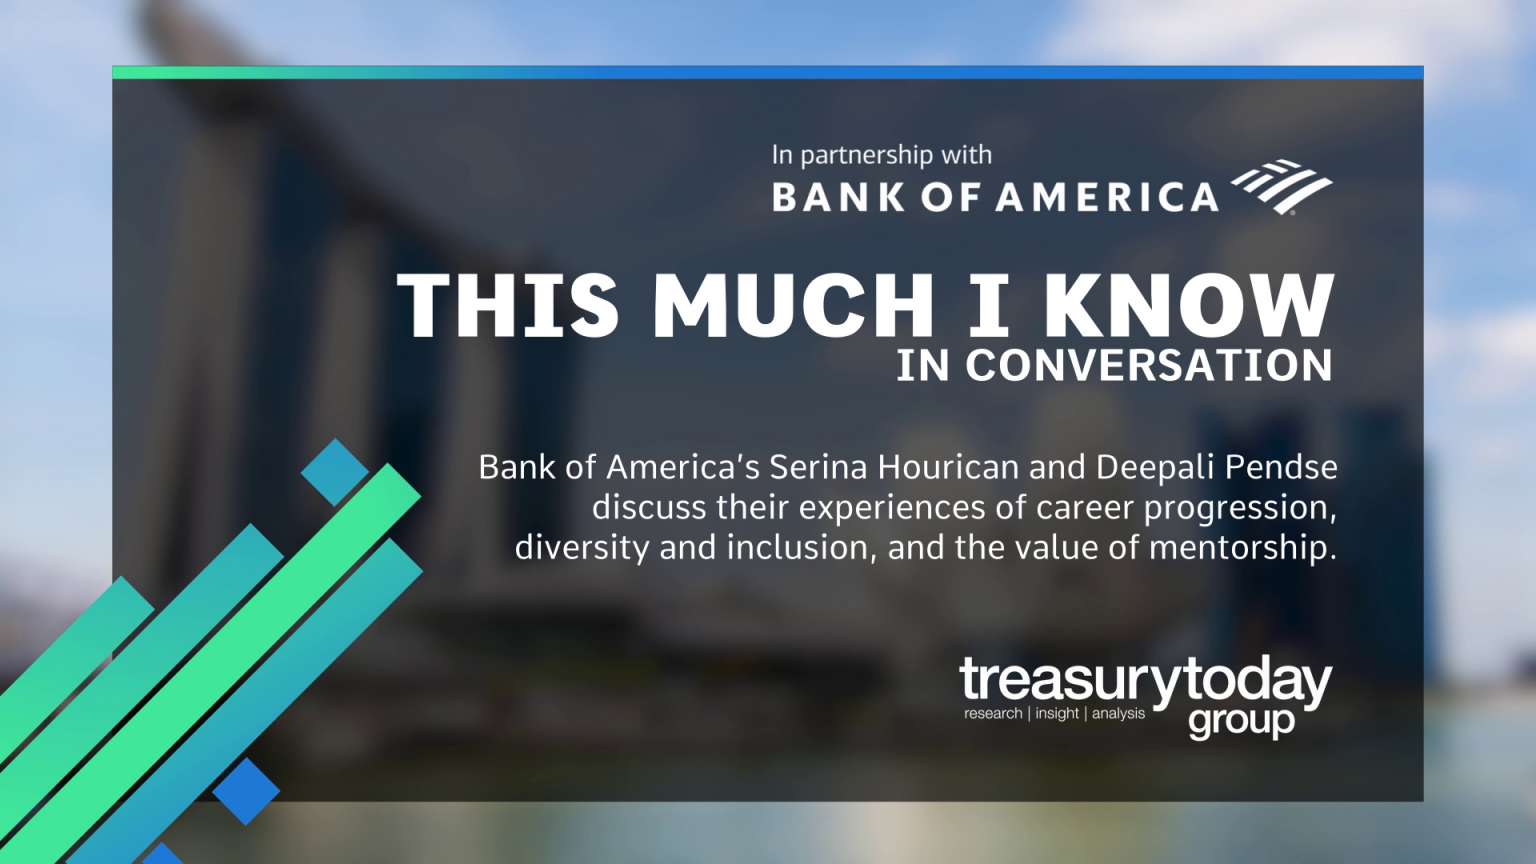 In partnership with
BANK OF AMERICA
THIS MUCH I KNOW
IN CONVERSATION
Bank of America’s Serina Hourican and Deepali Pendse
discuss their experiences of career progression,
diversity and inclusion, and the value of mentorship.
treasurytoday
research | insight | analysis
group